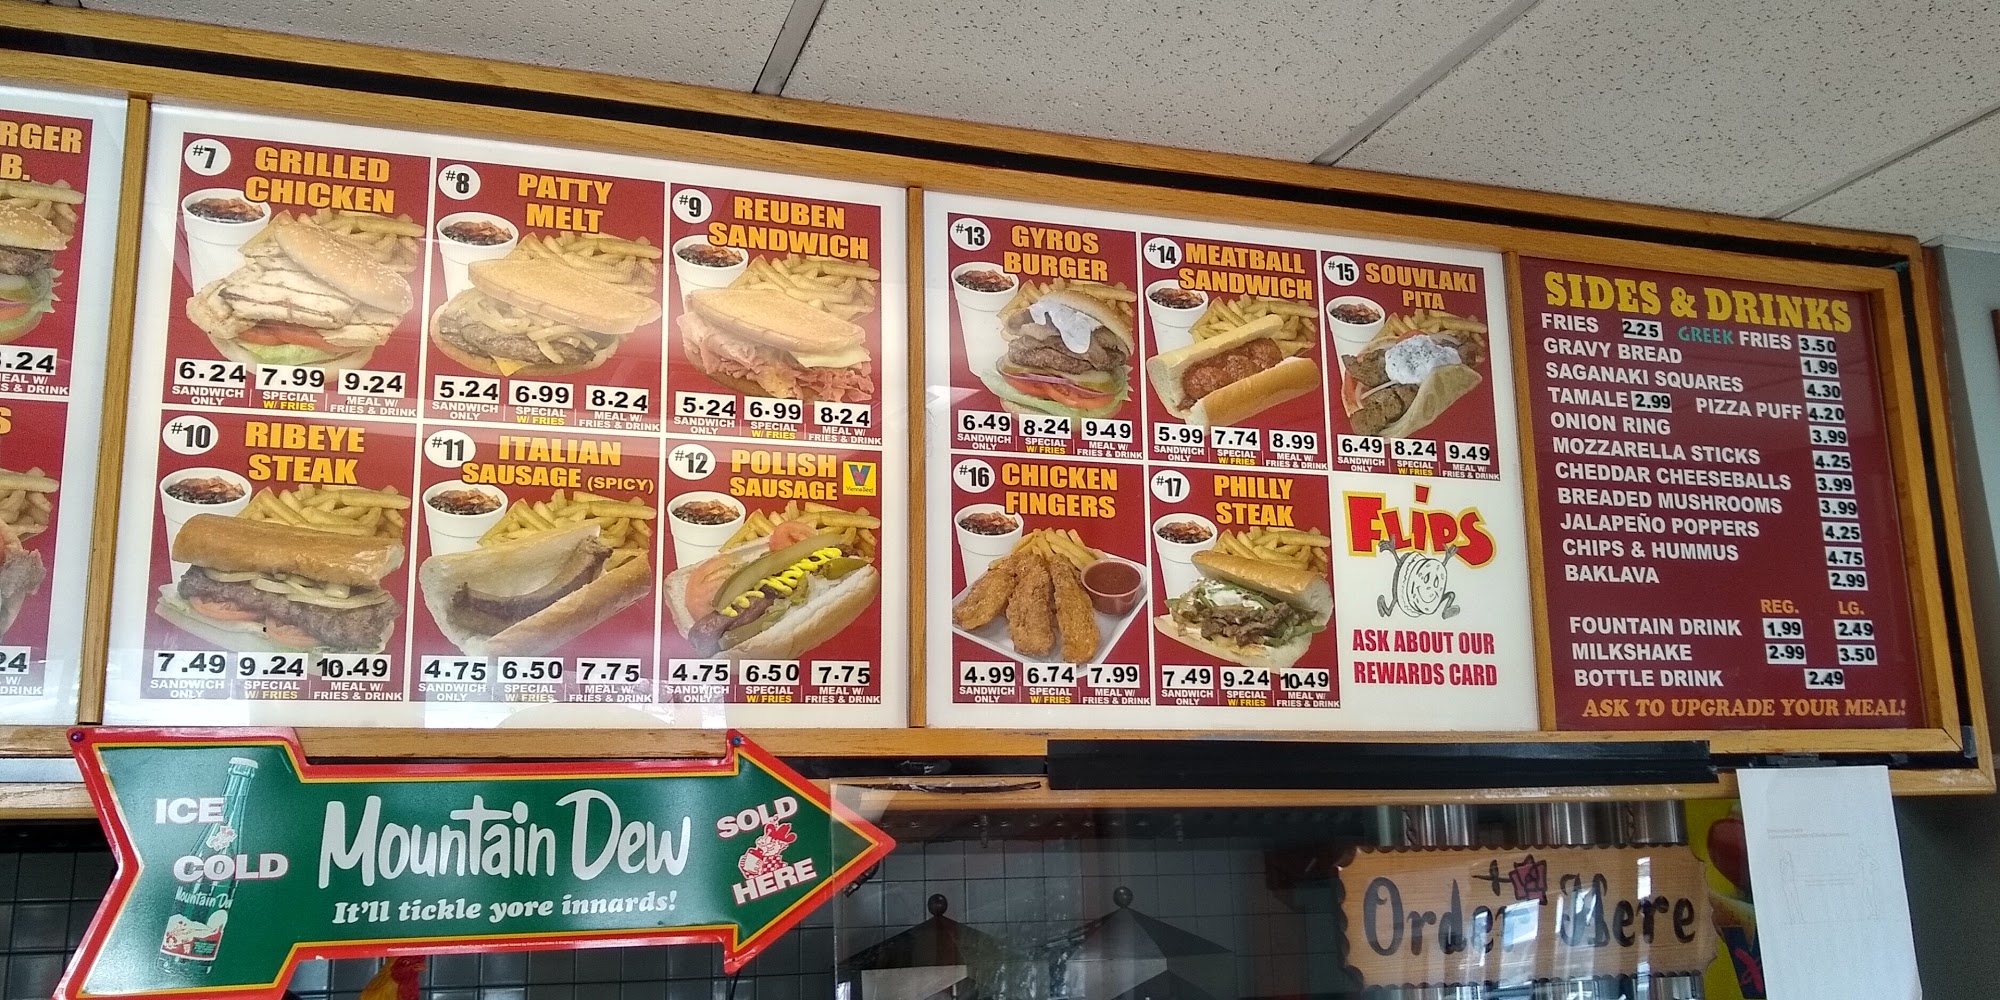 RGER
B.
.24
MEAL W/
S & DRINK
S
24
W/
DRINK
#7
GRILLED
CHICKEN
6.24 7.99 9.24
SANDWICH ONLY SPECIAL W/ FRIES MEAL W/ FRIES & DRINK
#8
PATTY
MELT
5.24 6.99 8.24
SANDWICH ONLY SPECIAL W/ FRIES MEAL W/ FRIES & DRINK
#9
REUBEN
SANDWICH
5.24 6.99 8.24
SANDWICH ONLY SPECIAL W/ FRIES MEAL W/ FRIES & DRINK
#10
RIBEYE
STEAK
7.49 9.24 10.49
SANDWICH ONLY SPECIAL W/ FRIES MEAL W/ FRIES & DRINK
#11
ITALIAN
SAUSAGE (SPICY)
4.75 6.50 7.75
SANDWICH ONLY SPECIAL W/ FRIES MEAL W/ FRIES & DRINK
#12
POLISH
SAUSAGE
V
Vienna Beef
4.75 6.50 7.75
SANDWICH ONLY SPECIAL W/ FRIES MEAL W/ FRIES & DRINK
#13
GYROS
BURGER
6.49 8.24 9.49
SANDWICH ONLY SPECIAL W/ FRIES MEAL W/ FRIES & DRINK
#14
MEATBALL
SANDWICH
5.99 7.74 8.99
SANDWICH ONLY SPECIAL W/ FRIES MEAL W/ FRIES & DRINK
#15
SOUVLAKI
PITA
6.49 8.24 9.49
SANDWICH ONLY SPECIAL W/ FRIES MEAL W/ FRIES & DRINK
#16
CHICKEN
FINGERS
4.99 6.74 7.99
SANDWICH ONLY SPECIAL W/ FRIES MEAL W/ FRIES & DRINK
#17
PHILLY
STEAK
7.49 9.24 10.49
SANDWICH ONLY SPECIAL W/ FRIES MEAL W/ FRIES & DRINK
FLIPS
ASK ABOUT OUR
REWARDS CARD
SIDES & DRINKS
FRIES 2.25 GREEK FRIES 3.50
GRAVY BREAD 1.99
SAGANAKI SQUARES 4.30
TAMALE 2.99 PIZZA PUFF 4.20
ONION RING 3.99
MOZZARELLA STICKS 4.25
CHEDDAR CHEESEBALLS 3.99
BREADED MUSHROOMS 3.99
JALAPEÑO POPPERS 4.25
CHIPS & HUMMUS 4.75
BAKLAVA 2.99
REG. LG.
FOUNTAIN DRINK 1.99 2.49
MILKSHAKE 2.99 3.50
BOTTLE DRINK 2.49
ASK TO UPGRADE YOUR MEAL!
ICE
COLD
Mountain Dew
Mountain Dew
It'll tickle yore innards!
SOLD
HERE
Order Here